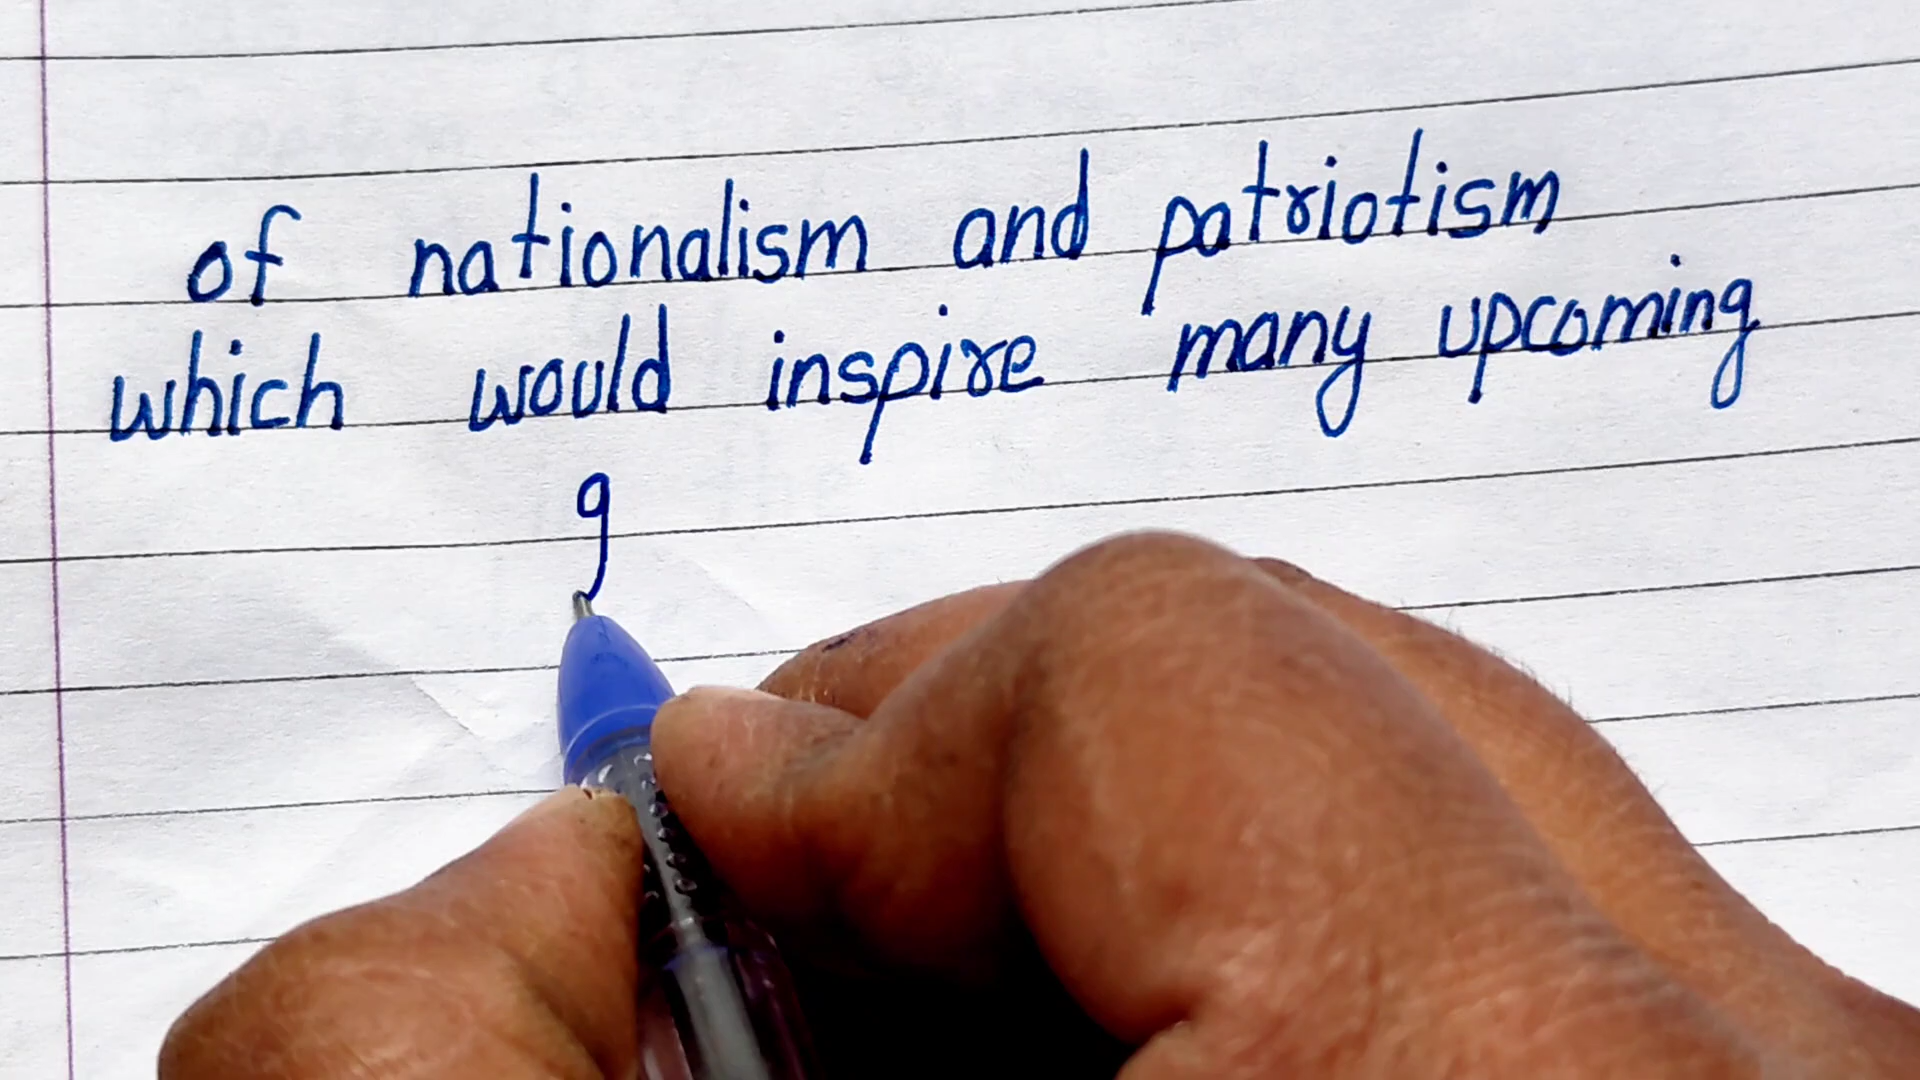 of nationalism and patriotism
which would inspire many upcoming
g